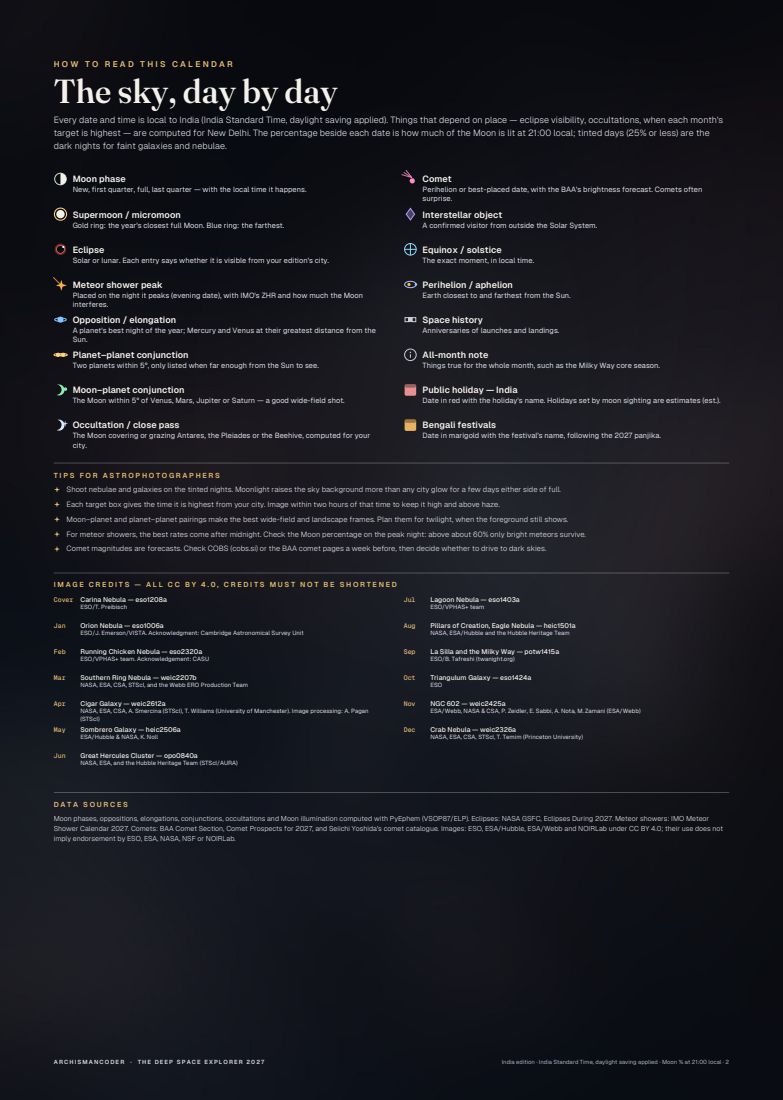 HOW TO READ THIS CALENDAR
The sky, day by day
Every date and time is local to India (India Standard Time, daylight saving applied). Things that depend on place — eclipse visibility, occultations, when each month's
target is highest — are computed for New Delhi. The percentage beside each date is how much of the Moon is lit at 21:00 local; tinted days (25% or less) are the
dark nights for faint galaxies and nebulae.
Moon phase
New, first quarter, full, last quarter — with the local time it happens.
Supermoon / micromoon
Gold ring: the year's closest full Moon. Blue ring: the farthest.
Eclipse
Solar or lunar. Each entry says whether it is visible from your edition's city.
Meteor shower peak
Placed on the night it peaks (evening date), with IMO's ZHR and how much the Moon
interferes.
Opposition / elongation
A planet's best night of the year; Mercury and Venus at their greatest distance from the
Sun.
Planet–planet conjunction
Two planets within 5°, only listed when far enough from the Sun to see.
Moon–planet conjunction
The Moon within 5° of Venus, Mars, Jupiter or Saturn — a good wide-field shot.
Occultation / close pass
The Moon covering or grazing Antares, the Pleiades or the Beehive, computed for your
city.
Comet
Perihelion or best-placed date, with the BAA's brightness forecast. Comets often
surprise.
Interstellar object
A confirmed visitor from outside the Solar System.
Equinox / solstice
The exact moment, in local time.
Perihelion / aphelion
Earth closest to and farthest from the Sun.
Space history
Anniversaries of launches and landings.
All-month note
Things true for the whole month, such as the Milky Way core season.
Public holiday — India
Date in red with the holiday's name. Holidays set by moon sighting are estimates (est.).
Bengali festivals
Date in marigold with the festival's name, following the 2027 panjika.
TIPS FOR ASTROPHOTOGRAPHERS
Shoot nebulae and galaxies on the tinted nights. Moonlight raises the sky background more than any city glow for a few days either side of full.
Each target box gives the time it is highest from your city. Image within two hours of that time to keep it high and above haze.
Moon–planet and planet–planet pairings make the best wide-field and landscape frames. Plan them for twilight, when the foreground still shows.
For meteor showers, the best rates come after midnight. Check the Moon percentage on the peak night: above about 60% only bright meteors survive.
Comet magnitudes are forecasts. Check COBS (cobs.si) or the BAA comet pages a week before, then decide whether to drive to dark skies.
IMAGE CREDITS — ALL CC BY 4.0, CREDITS MUST NOT BE SHORTENED
Cover Carina Nebula — eso1208a
ESO/T. Preibisch
Jan Orion Nebula — eso1006a
ESO/J. Emerson/VISTA. Acknowledgment: Cambridge Astronomical Survey Unit
Feb Running Chicken Nebula — eso2320a
ESO/VPHAS+ team. Acknowledgement: CASU
Mar Southern Ring Nebula — weic2207b
NASA, ESA, CSA, STScI, and the Webb ERO Production Team
Apr Cigar Galaxy — weic2612a
NASA, ESA, CSA, A. Smercina (STScI), T. Williams (University of Manchester). Image processing: A. Pagan
(STScI)
May Sombrero Galaxy — heic2506a
ESA/Hubble & NASA, K. Noll
Jun Great Hercules Cluster — opo0840a
NASA, ESA, and the Hubble Heritage Team (STScI/AURA)
Jul Lagoon Nebula — eso1403a
ESO/VPHAS+ team
Aug Pillars of Creation, Eagle Nebula — heic1501a
NASA, ESA/Hubble and the Hubble Heritage Team
Sep La Silla and the Milky Way — potw1415a
ESO/B. Tafreshi (twanight.org)
Oct Triangulum Galaxy — eso1424a
ESO
Nov NGC 602 — weic2425a
ESA/Webb, NASA & CSA, P. Zeidler, E. Sabbi, A. Nota, M. Zamani (ESA/Webb)
Dec Crab Nebula — weic2326a
NASA, ESA, CSA, STScI, T. Temim (Princeton University)
DATA SOURCES
Moon phases, oppositions, elongations, conjunctions, occultations and Moon illumination computed with PyEphem (VSOP87/ELP). Eclipses: NASA GSFC, Eclipses During 2027. Meteor showers: IMO Meteor
Shower Calendar 2027. Comets: BAA Comet Section, Comet Prospects for 2027, and Seiichi Yoshida's comet catalogue. Images: ESO, ESA/Hubble, ESA/Webb and NOIRLab under CC BY 4.0; their use does not
imply endorsement by ESO, ESA, NASA, NSF or NOIRLab.
ARCHISMANCODER · THE DEEP SPACE EXPLORER 2027
India edition · India Standard Time, daylight saving applied · Moon % at 21:00 local · 2